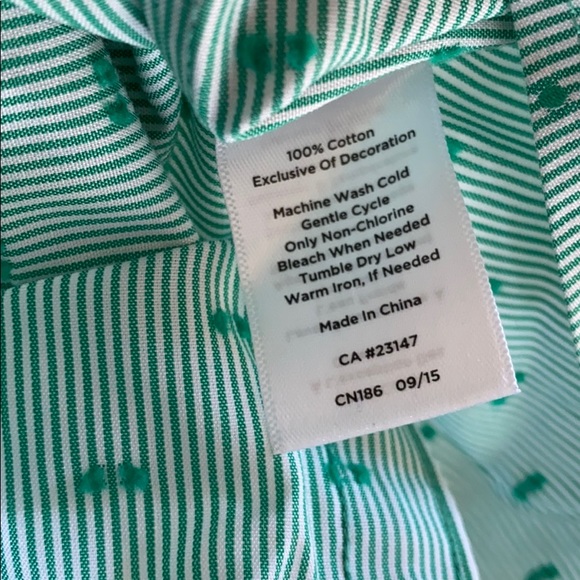 100% Cotton
Exclusive Of Decoration
Machine Wash Cold
Gentle Cycle
Only Non-Chlorine
Bleach When Needed
Tumble Dry Low
Warm Iron, If Needed
Made In China
CA #23147
CN186 09/15